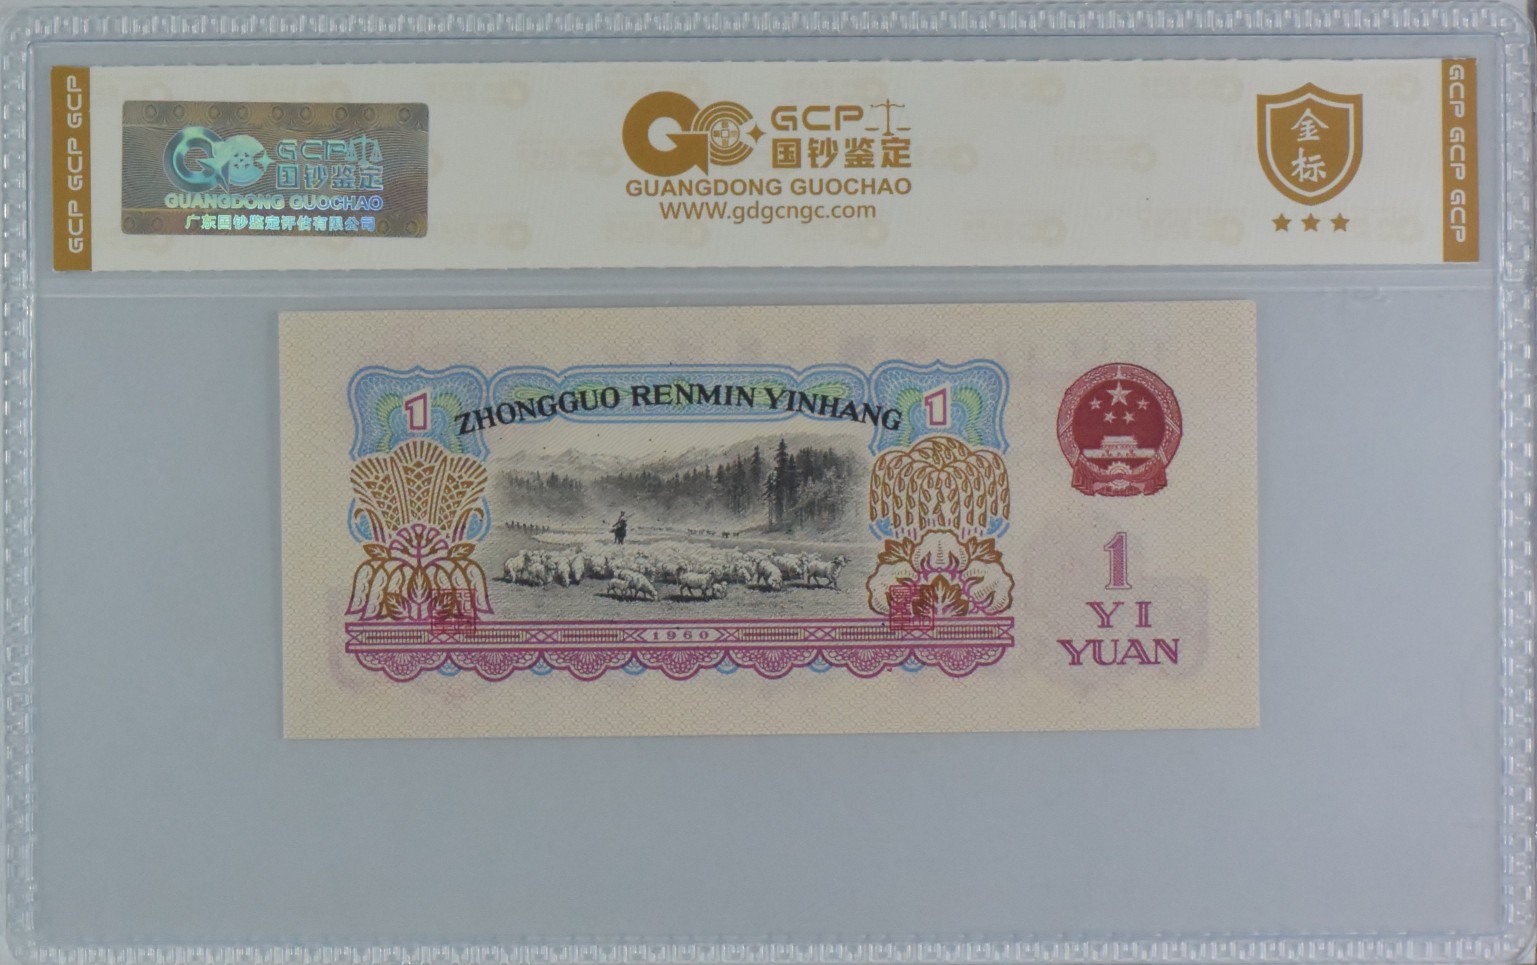 GCP GCP GCP
GCP
国钞鉴定
GUANGDONG GUOCHAO
广东国钞鉴定评估有限公司
GCP
国钞鉴定
GUANGDONG GUOCHAO
WWW.gdgcngc.com
金
标
GCP GCP GCP
1
ZHONGGUO RENMIN YINHANG
1
1960
1
YI
YUAN